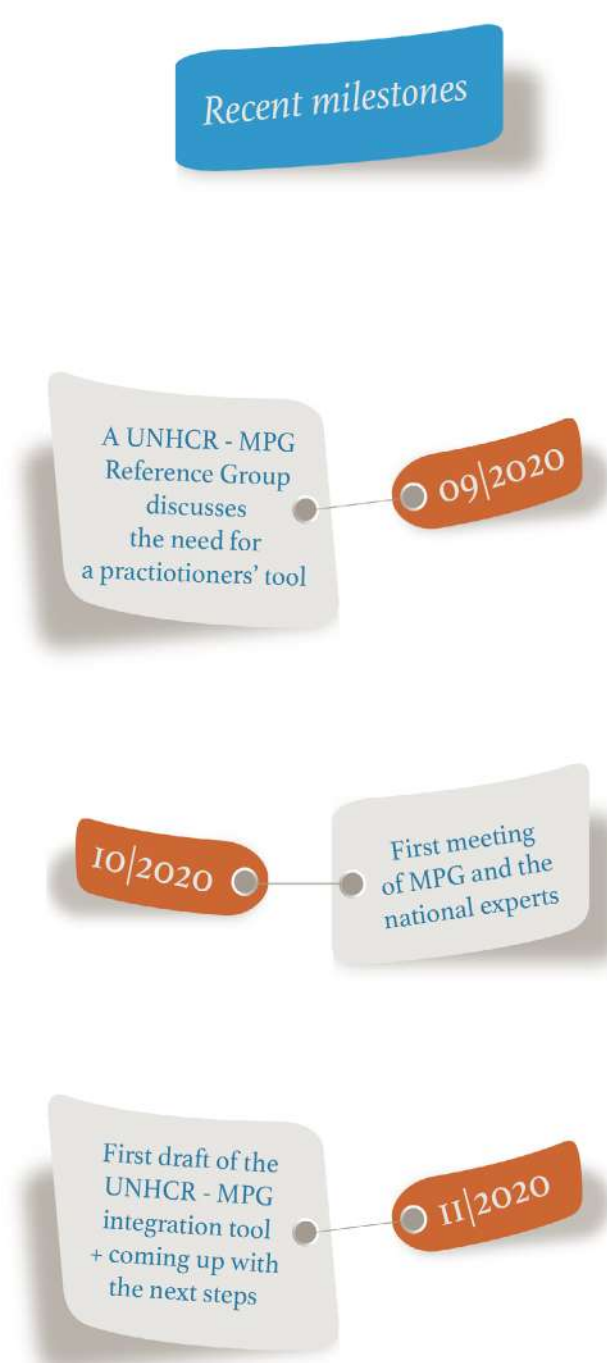 Recent milestones
A UNHCR - MPG
Reference Group
discusses
the need for
a practiotioners' tool
09|2020
10|2020
First meeting
of MPG and the
national experts
First draft of the
UNHCR - MPG
integration tool
+ coming up with
the next steps
11|2020